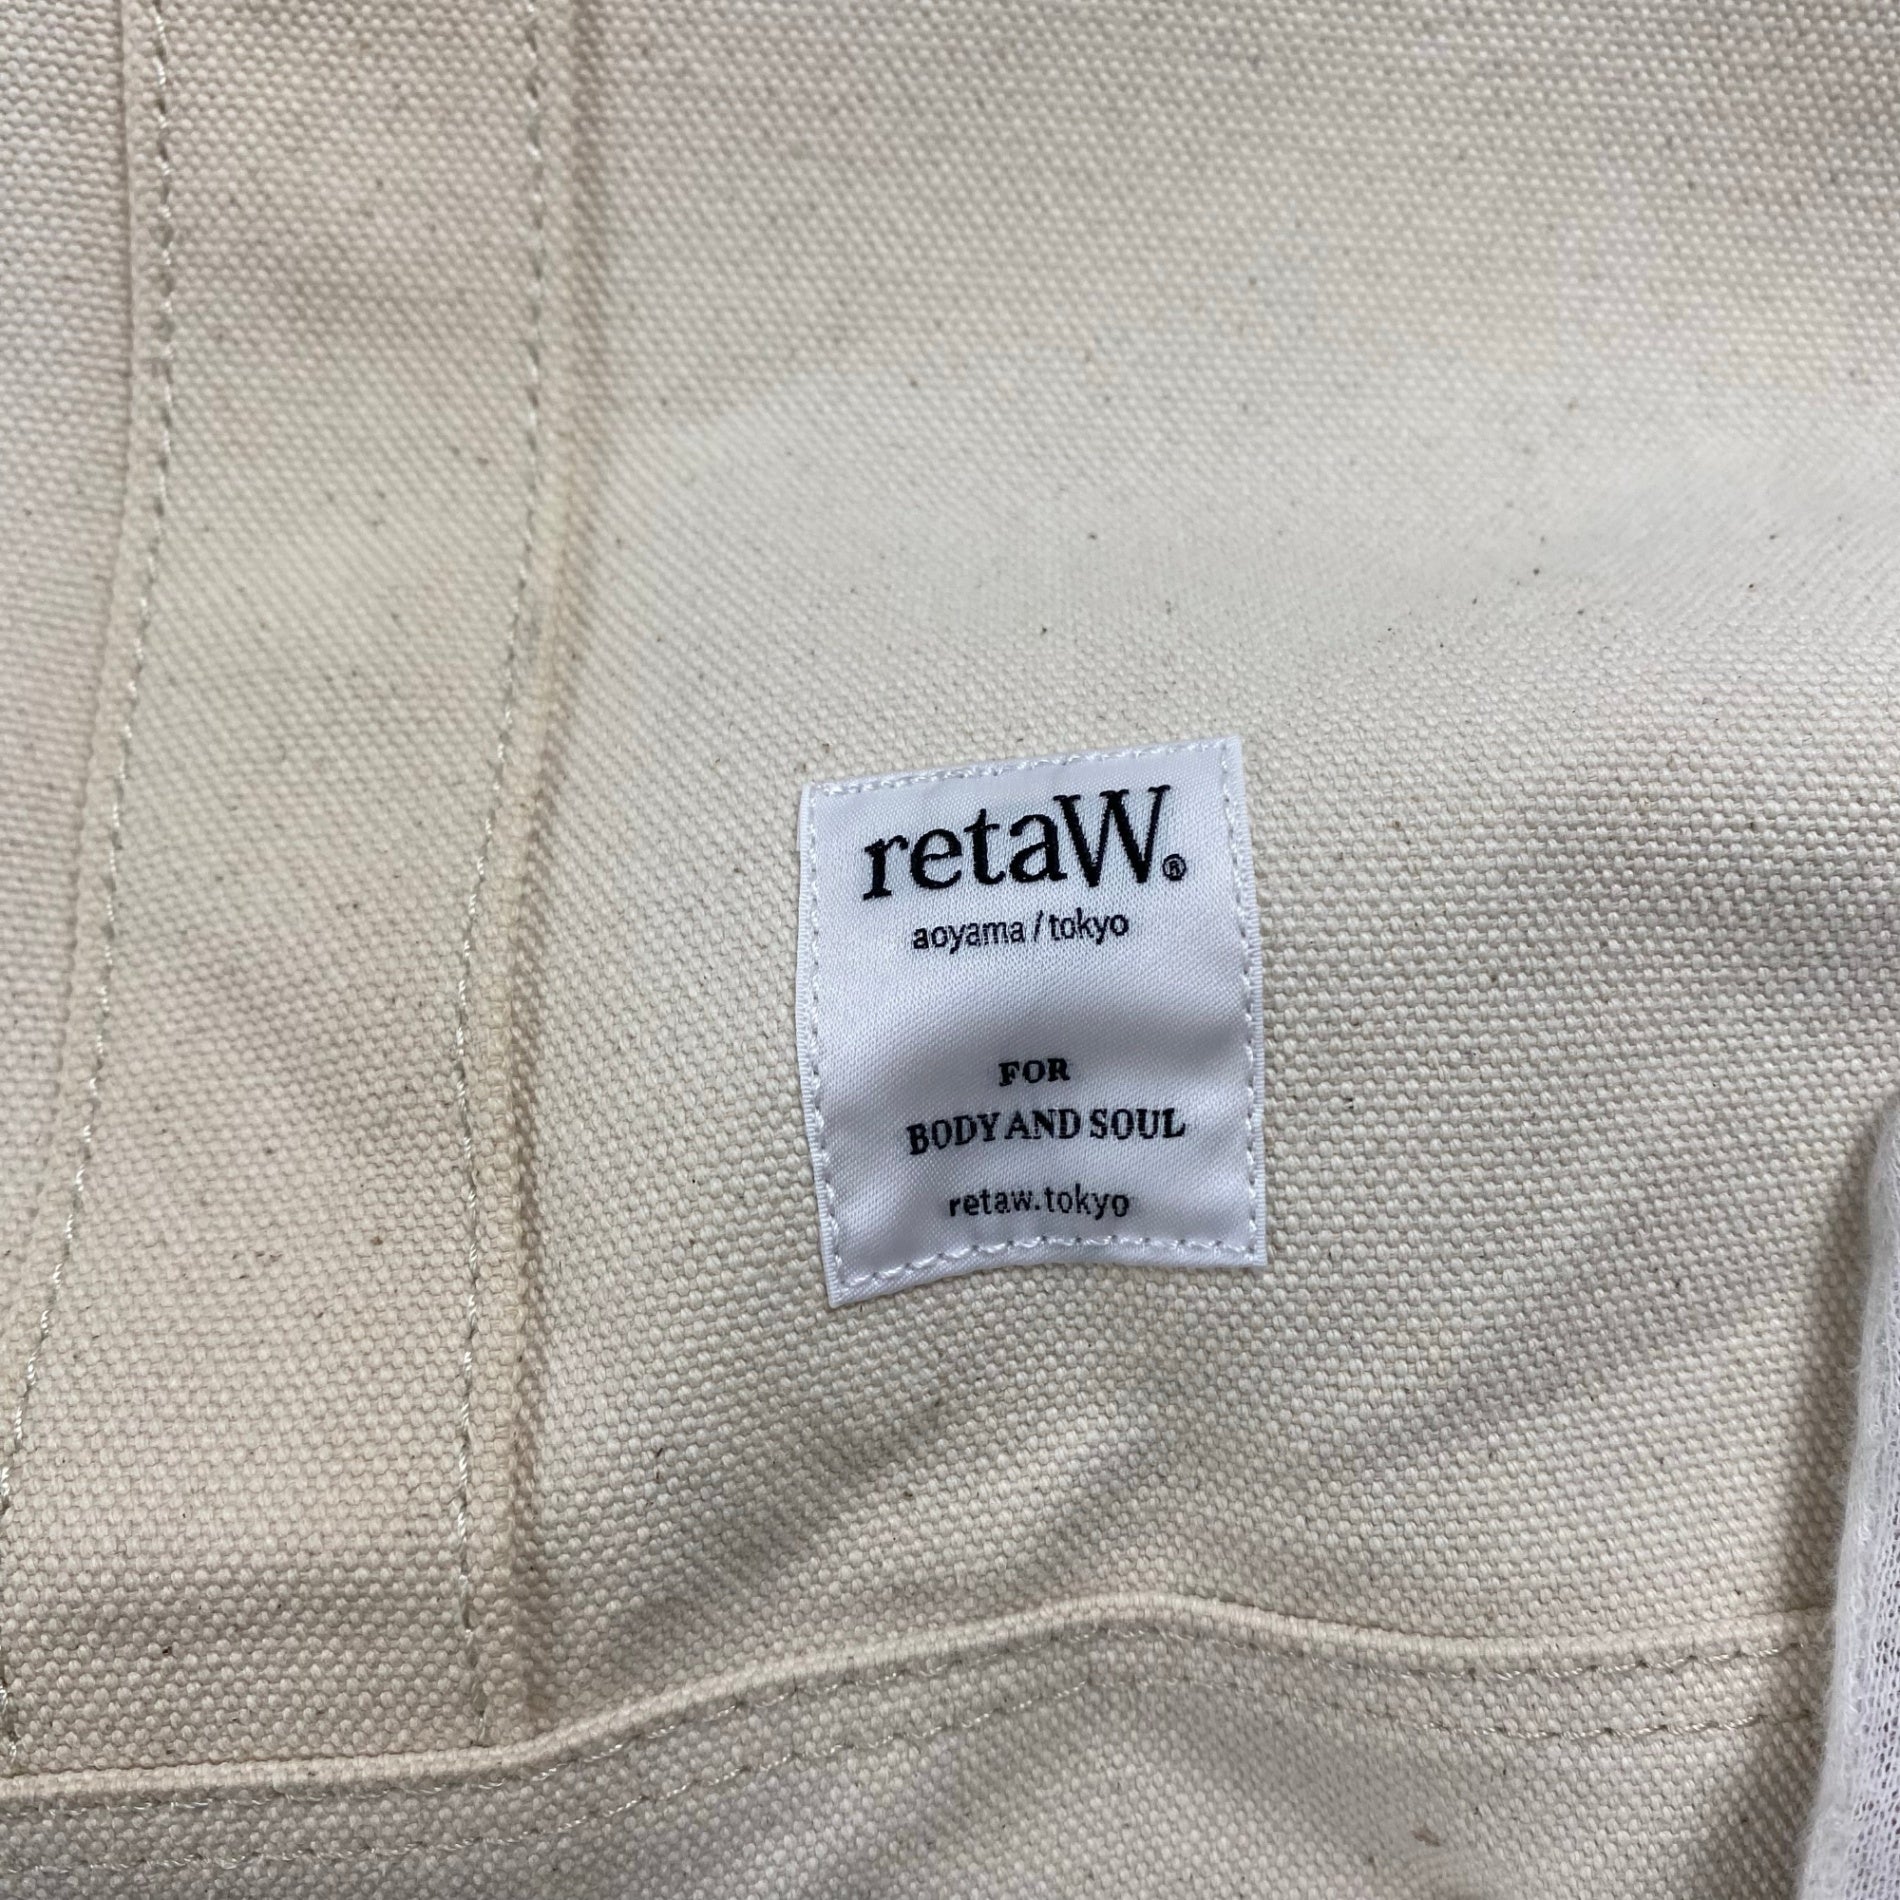 retaW.®
aoyama / tokyo
FOR
BODY AND SOUL
retaw.tokyo